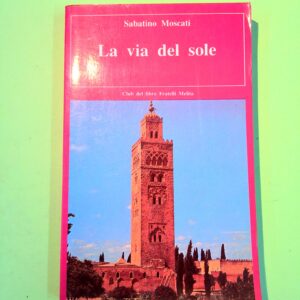 Sabatino Moscati
La via del sole
Club del libro Fratelli Melita